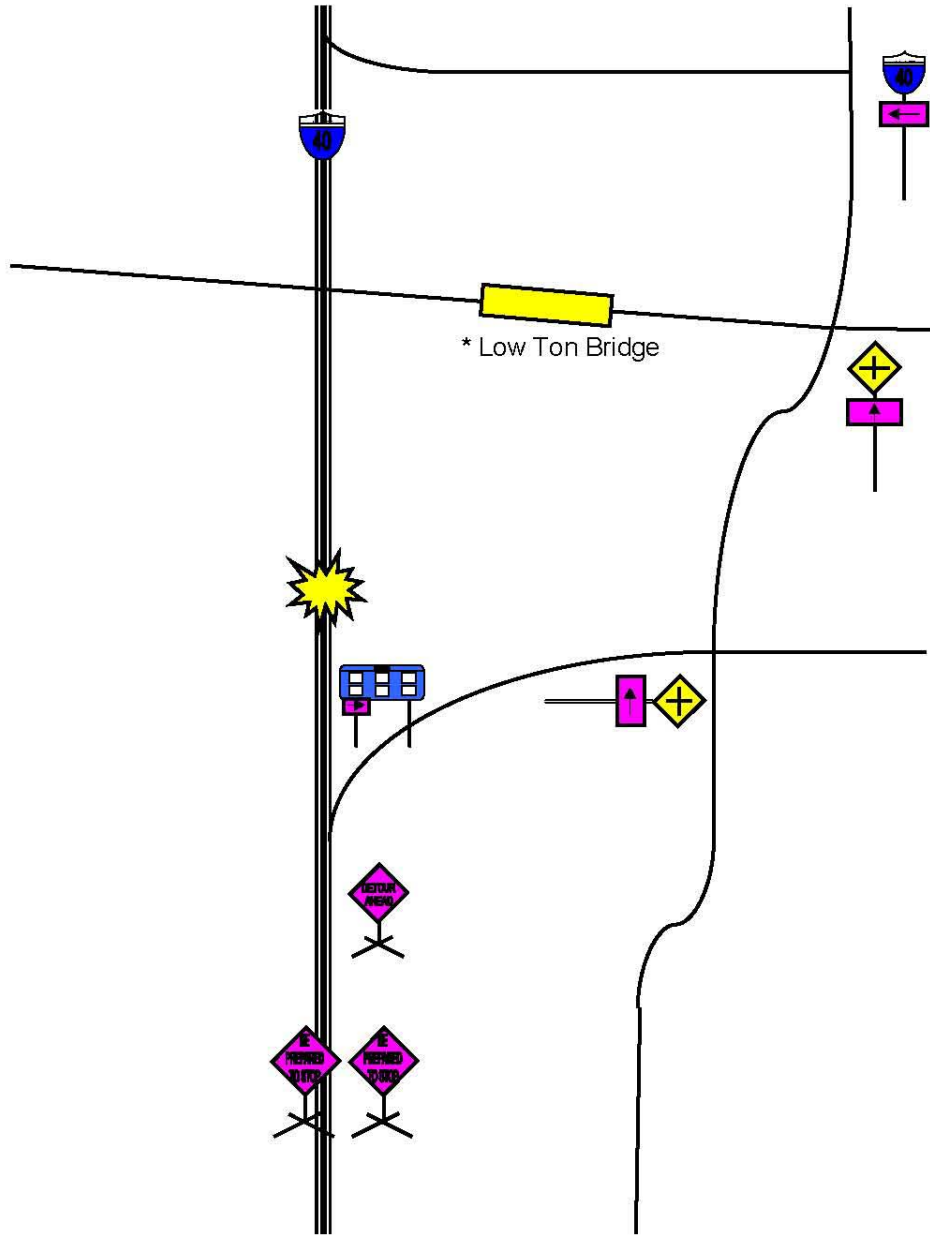 40
40
* Low Ton Bridge
DETOUR
AHEAD
BE
PREPARED
TO STOP
BE
PREPARED
TO STOP